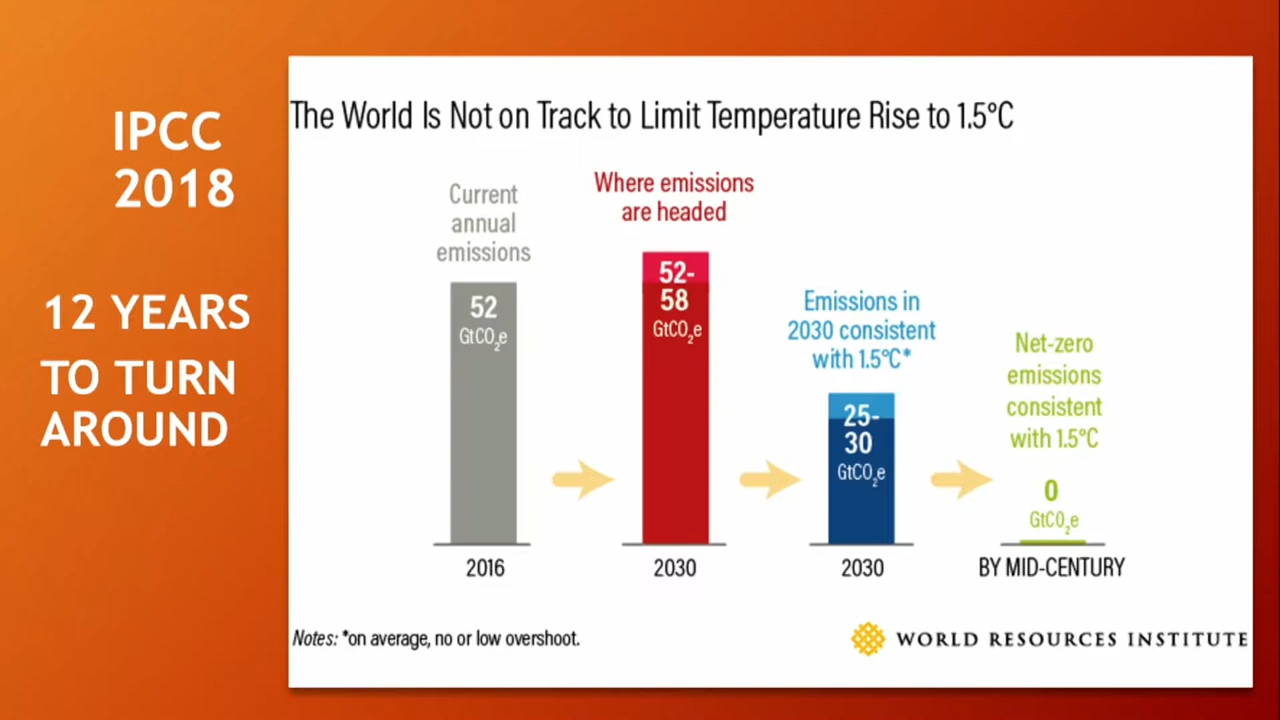 IPCC
2018
12 YEARS
TO TURN
AROUND
The World Is Not on Track to Limit Temperature Rise to 1.5°C
Current
annual
emissions
52
GtCO₂e
2016
Where emissions
are headed
52-
58
GtCO₂e
2030
Emissions in
2030 consistent
with 1.5°C*
25-
30
GtCO₂e
2030
Net-zero
emissions
consistent
with 1.5°C
0
GtCO₂e
BY MID-CENTURY
Notes: *on average, no or low overshoot.
WORLD RESOURCES INSTITUTE